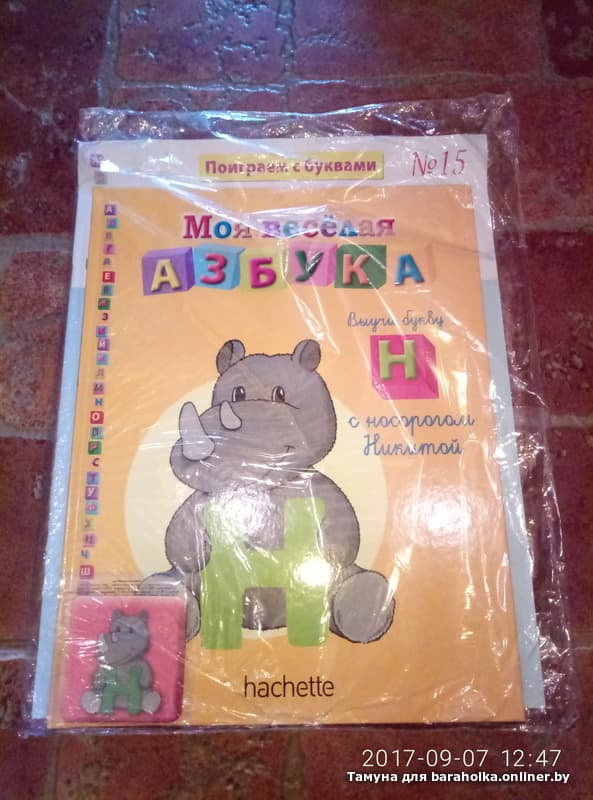 Поиграем с буквами
№15
Моя весёлая
АЗБУКА
Выучи букву
Н
с носорогом
Никитой
Н
hachette
2017-09-07 12:47
Тамуна для baraholka.onliner.by